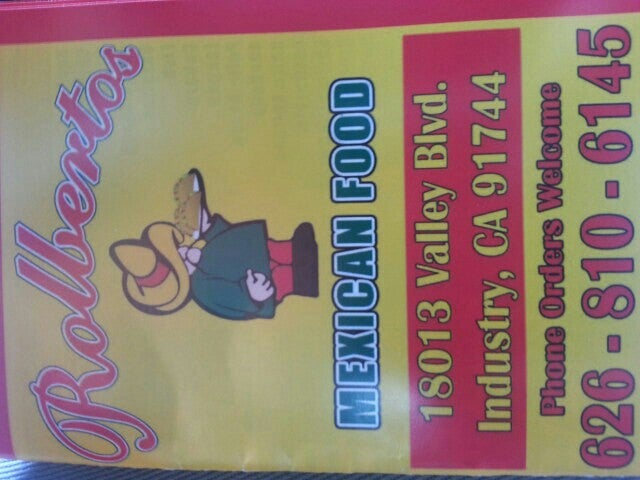 Rolbertos
MEXICAN FOOD
18013 Valley Blvd.
Industry, CA 91744
Phone Orders Welcome
626 - 810 - 6145